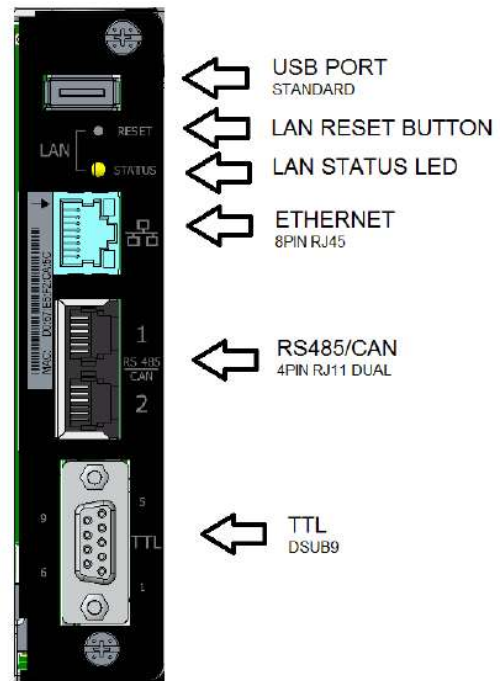 USB PORT
STANDARD
RESET
LAN RESET BUTTON
LAN
STATUS
LAN STATUS LED
ETHERNET
8PIN RJ45
1
RS 485
CAN
2
RS485/CAN
4PIN RJ11 DUAL
9
5
TTL
6
1
TTL
DSUB9